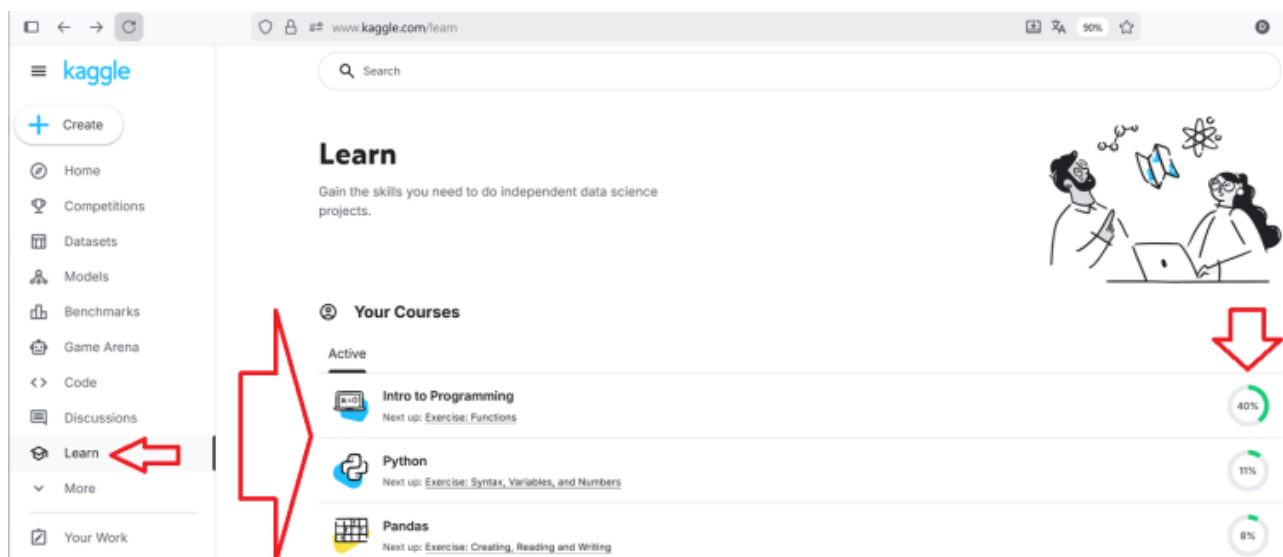 www.kaggle.com/learn
90%
D
kaggle
Search
Create
Home
Competitions
Datasets
Models
Benchmarks
Game Arena
Code
Discussions
Learn
More
Your Work
Learn
Gain the skills you need to do independent data science
projects.
Your Courses
Active
Intro to Programming
Next up: Exercise: Functions
40%
Python
Next up: Exercise: Syntax, Variables, and Numbers
11%
Pandas
Next up: Exercise: Creating, Reading and Writing
8%